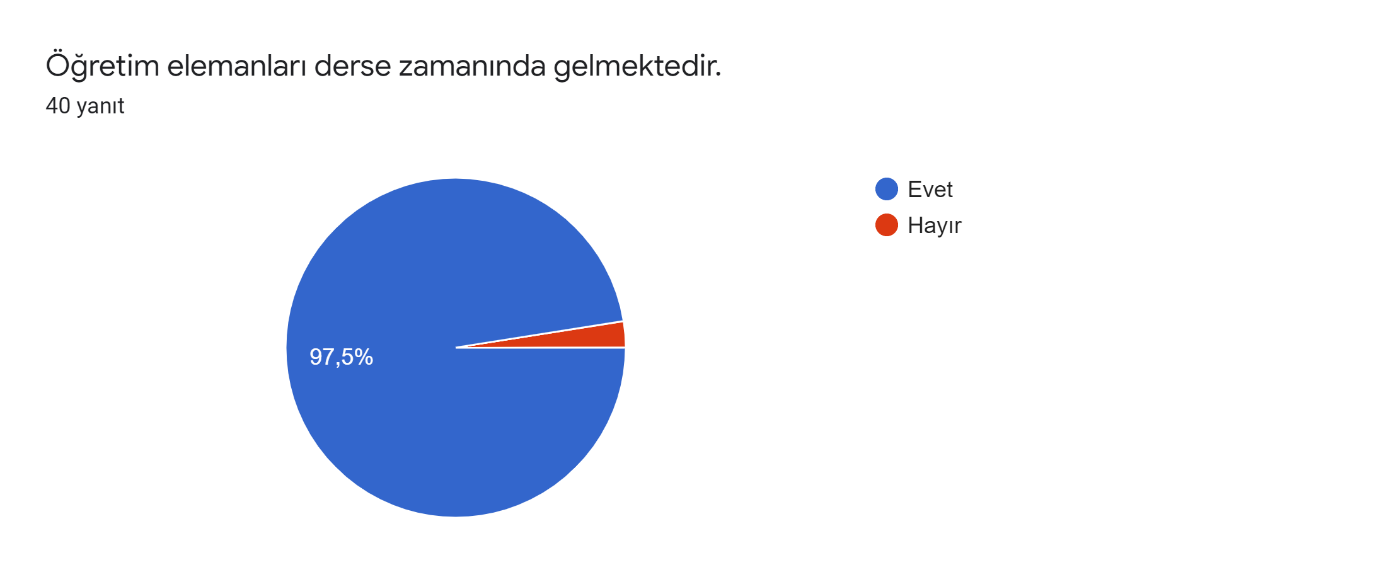 Öğretim elemanları derse zamanında gelmektedir.
40 yanıt
Evet
Hayır
97,5%